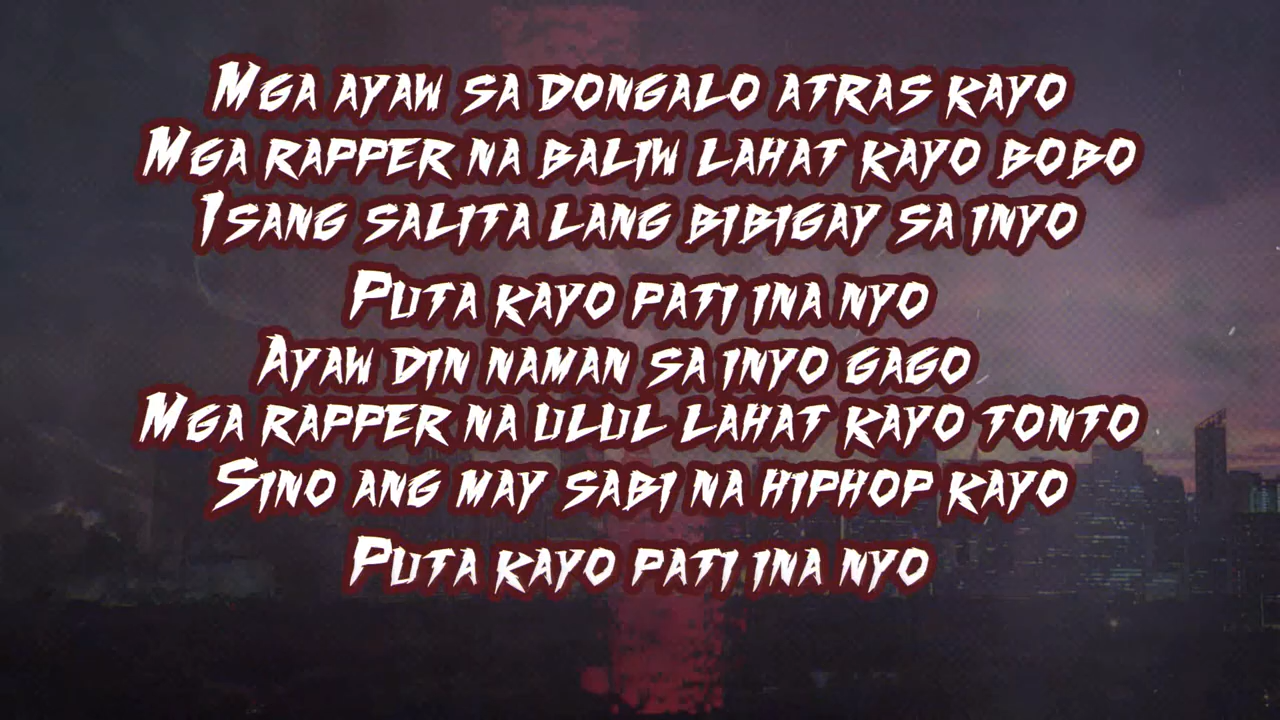 Mga ayaw sa dongalo atras kayo
Mga rapper na baliw lahat kayo bobo
Isang salita lang bibigay sa inyo
Puta kayo pati ina nyo
Ayaw din naman sa inyo gago
Mga rapper na ulul lahat kayo tonto
Sino ang may sabi na hiphop kayo
Puta kayo pati ina nyo